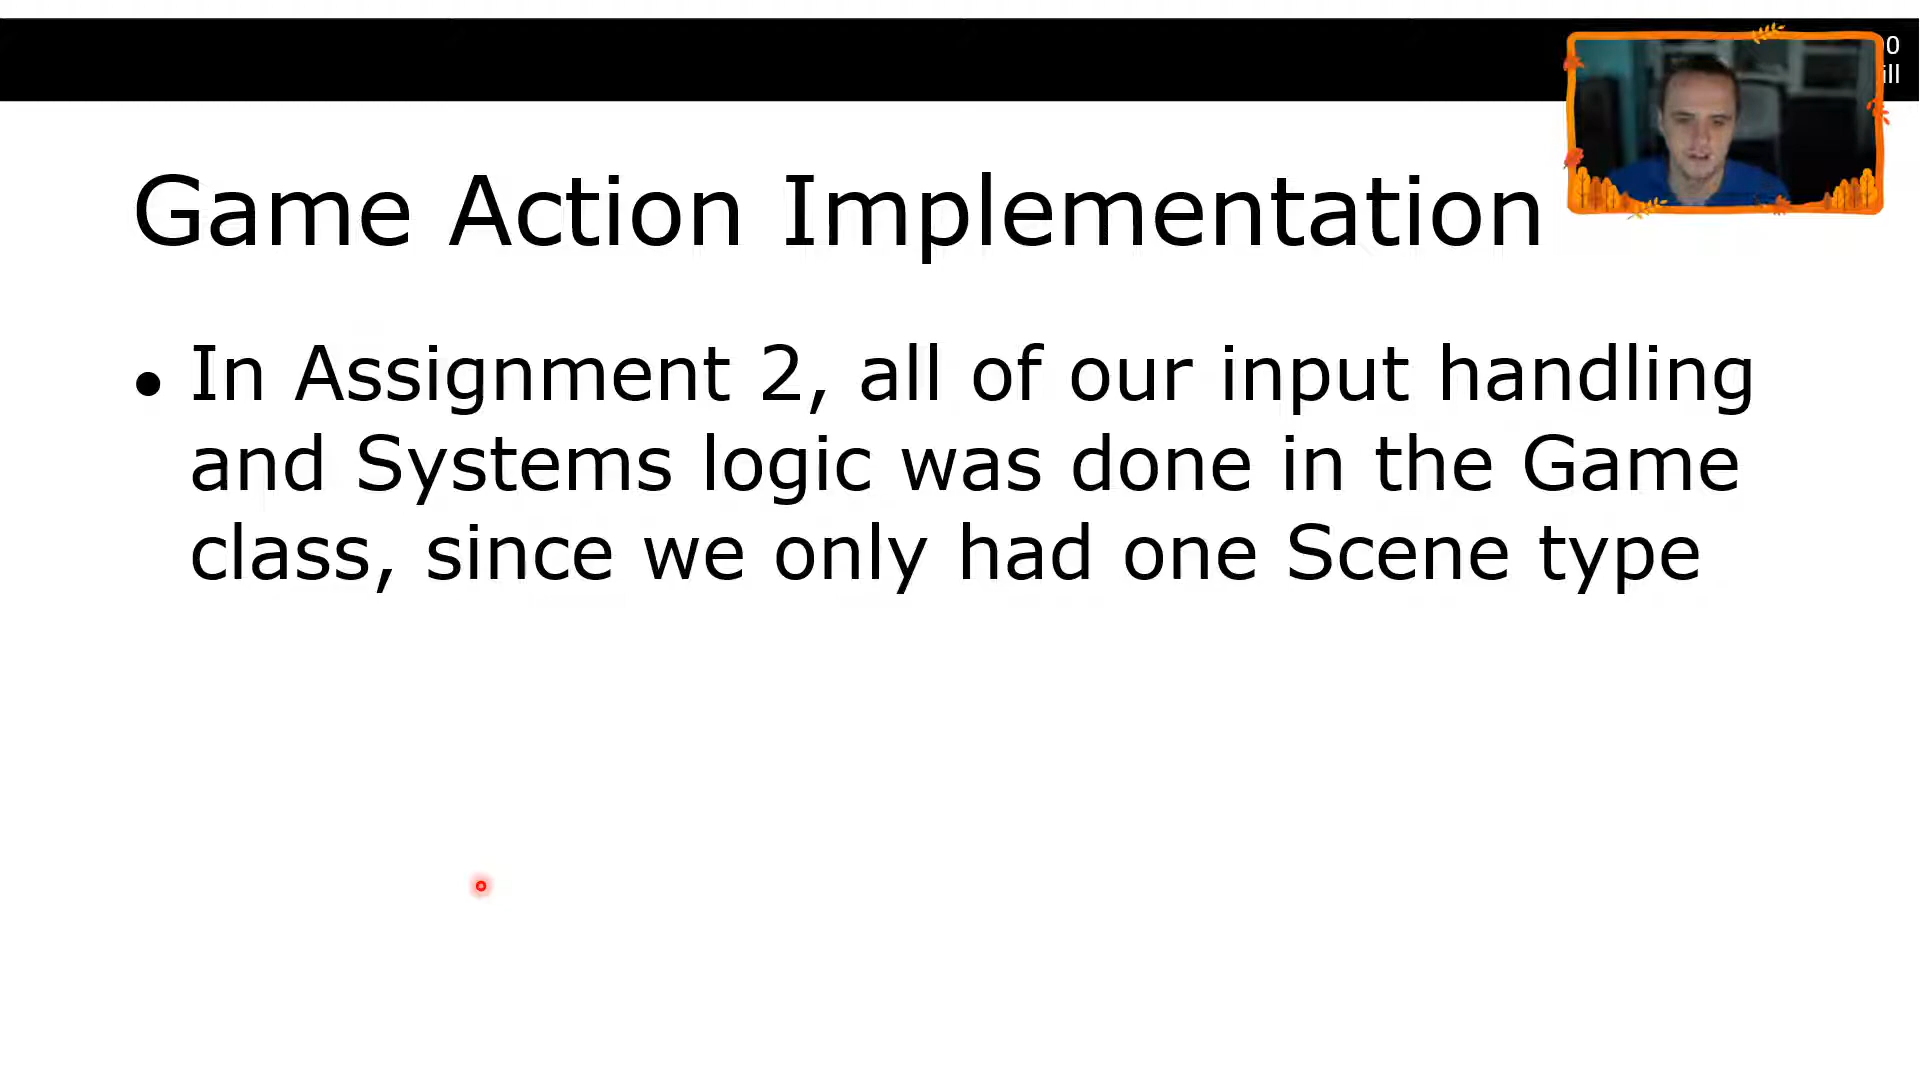 Game Action Implementation
• In Assignment 2, all of our input handling
and Systems logic was done in the Game
class, since we only had one Scene type